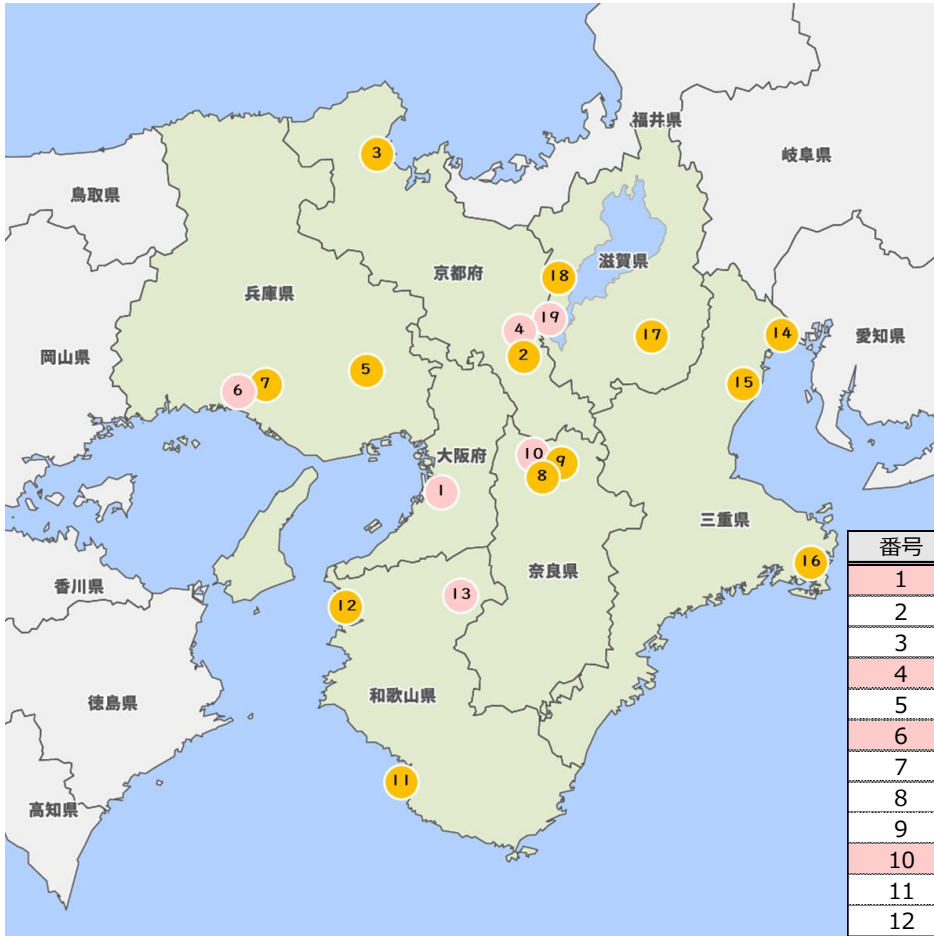 福井県
岐阜県
鳥取県
3
京都府
滋賀県
兵庫県
18
19
4
2
17
14
愛知県
岡山県
5
15
6
7
大阪府
10
9
8
1
三重県
奈良県
16
香川県
12
13
和歌山県
徳島県
11
高知県
番号
1
2
3
4
5
6
7
8
9
10
11
12